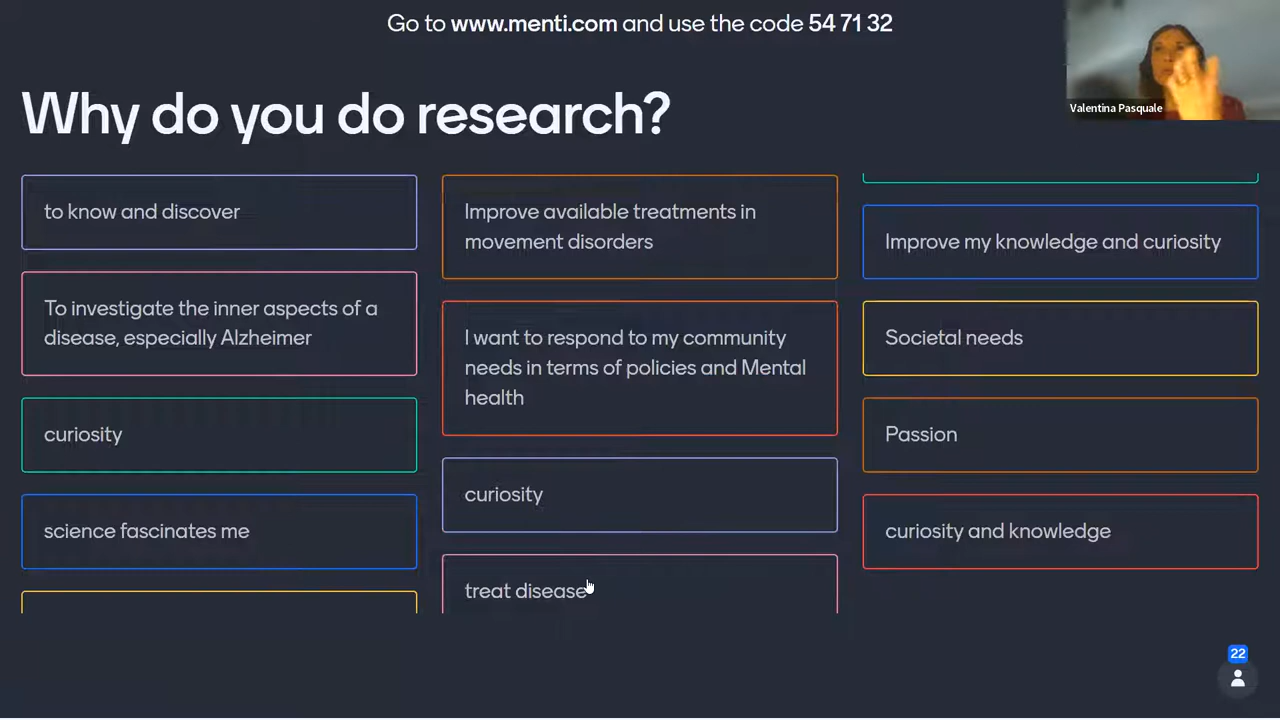 Go to www.menti.com and use the code 54 71 32
Valentina Pasquale
Why do you do research?
to know and discover
To investigate the inner aspects of a
disease, especially Alzheimer
curiosity
science fascinates me
Improve available treatments in
movement disorders
I want to respond to my community
needs in terms of policies and Mental
health
curiosity
treat disease
Improve my knowledge and curiosity
Societal needs
Passion
curiosity and knowledge
22